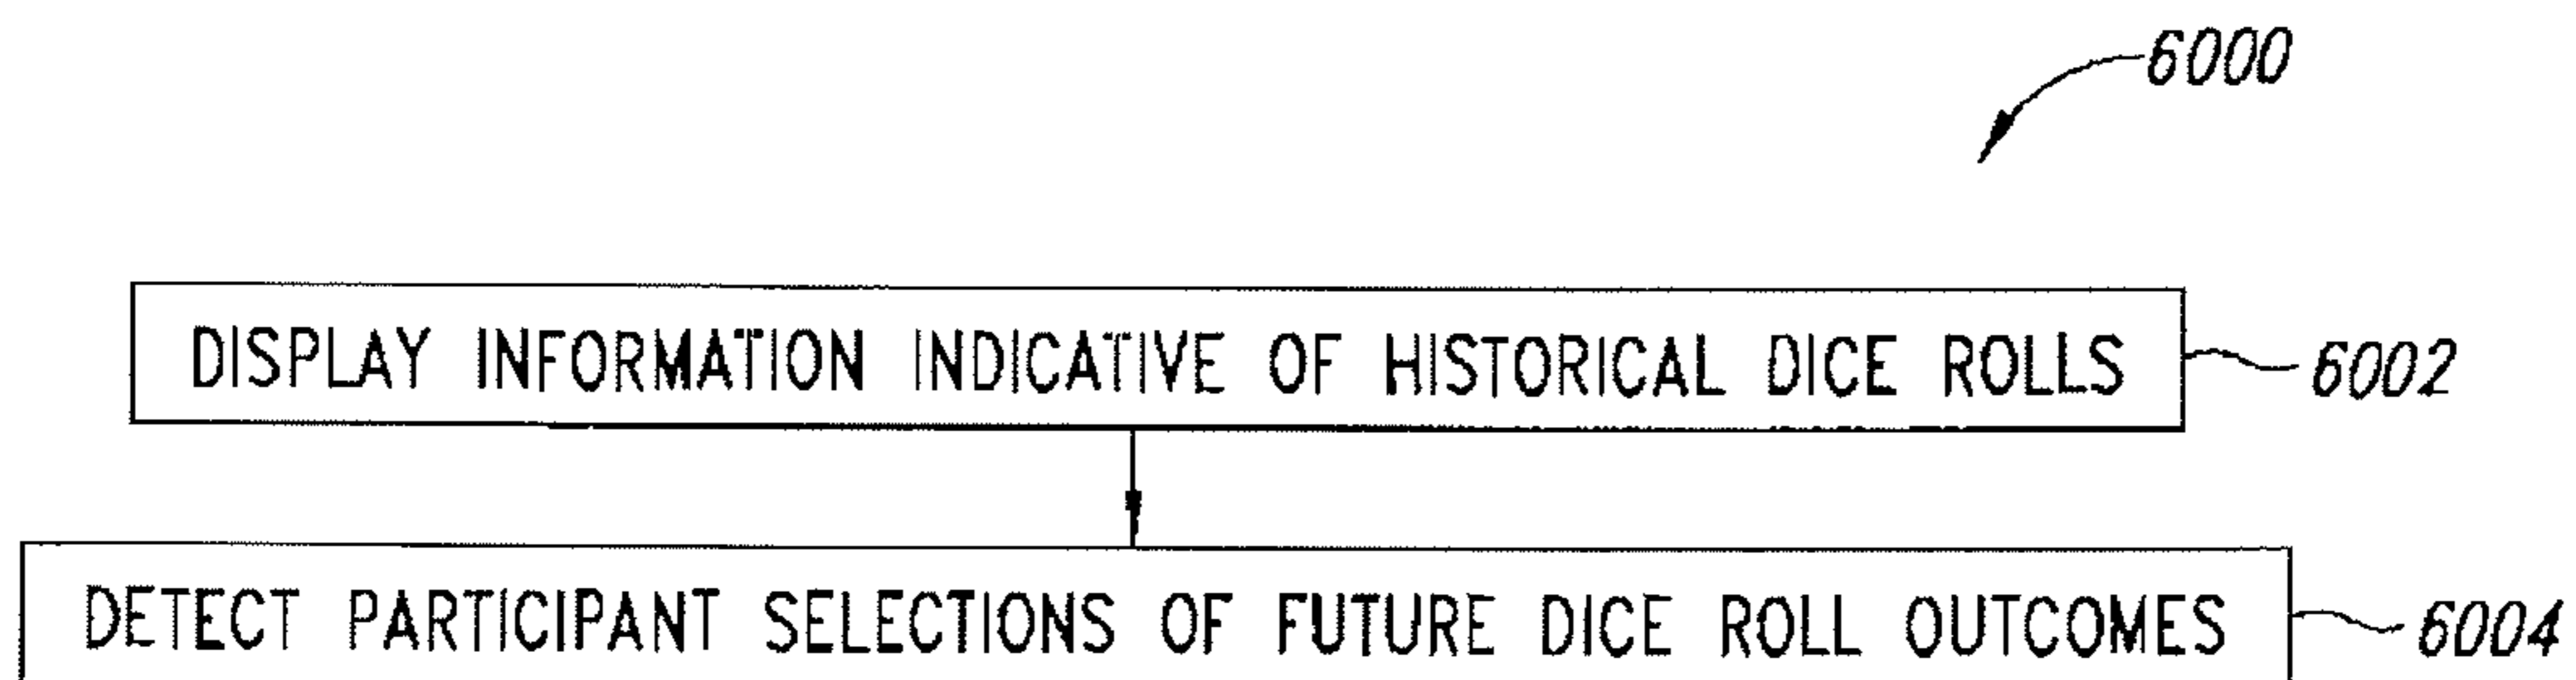 6000
DISPLAY INFORMATION INDICATIVE OF HISTORICAL DICE ROLLS
6002
DETECT PARTICIPANT SELECTIONS OF FUTURE DICE ROLL OUTCOMES
6004